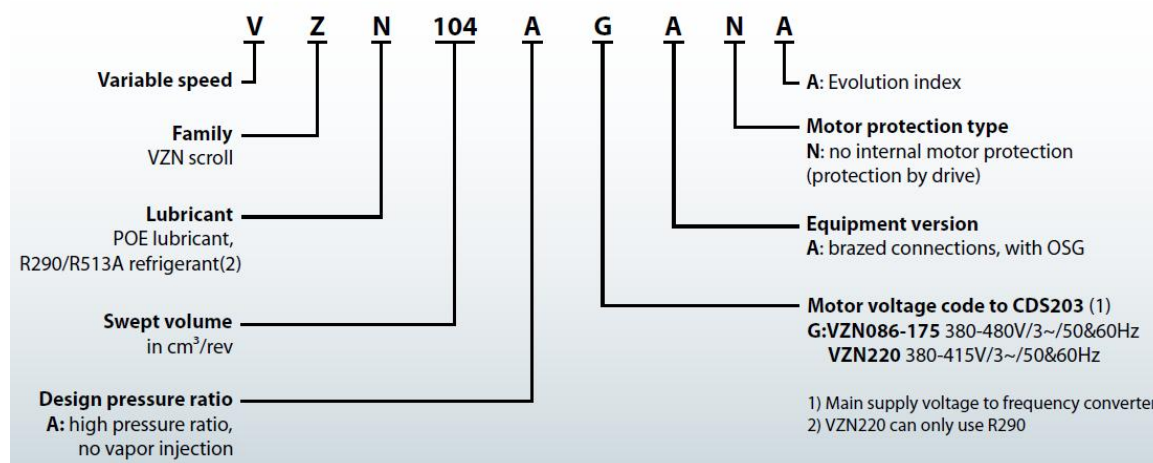 V Z N 104 A G A N A
Variable speed
Family
VZN scroll
Lubricant
POE lubricant,
R290/R513A refrigerant(2)
Swept volume
in cm³/rev
Design pressure ratio
A: high pressure ratio,
no vapor injection
A: Evolution index
Motor protection type
N: no internal motor protection
(protection by drive)
Equipment version
A: brazed connections, with OSG
Motor voltage code to CDS203 (1)
G:VZN086-175 380-480V/3~/50&60Hz
VZN220 380-415V/3~/50&60Hz
1) Main supply voltage to frequency converter
2) VZN220 can only use R290